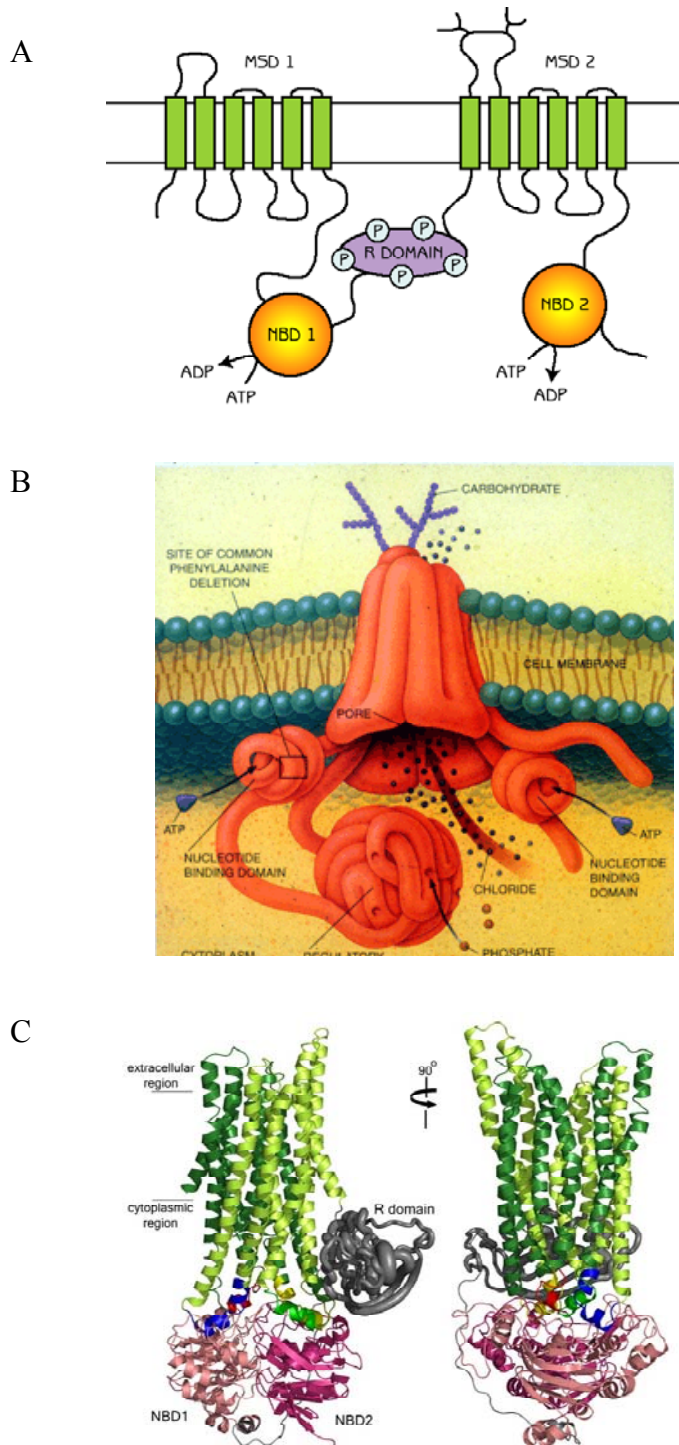 A
MSD 1
MSD 2
P
P
P
P
P
R DOMAIN
NBD 1
NBD 2
ADP
ATP
ATP
ADP
B
CARBOHYDRATE
SITE OF COMMON
PHENYLALANINE
DELETION
CELL MEMBRANE
PORE
ATP
ATP
NUCLEOTIDE
BINDING DOMAIN
NUCLEOTIDE
BINDING
DOMAIN
CHLORIDE
CYTOPLASM
REGULATORY
PHOSPHATE
C
extracellular
region
90°
cytoplasmic
region
R domain
NBD1
NBD2